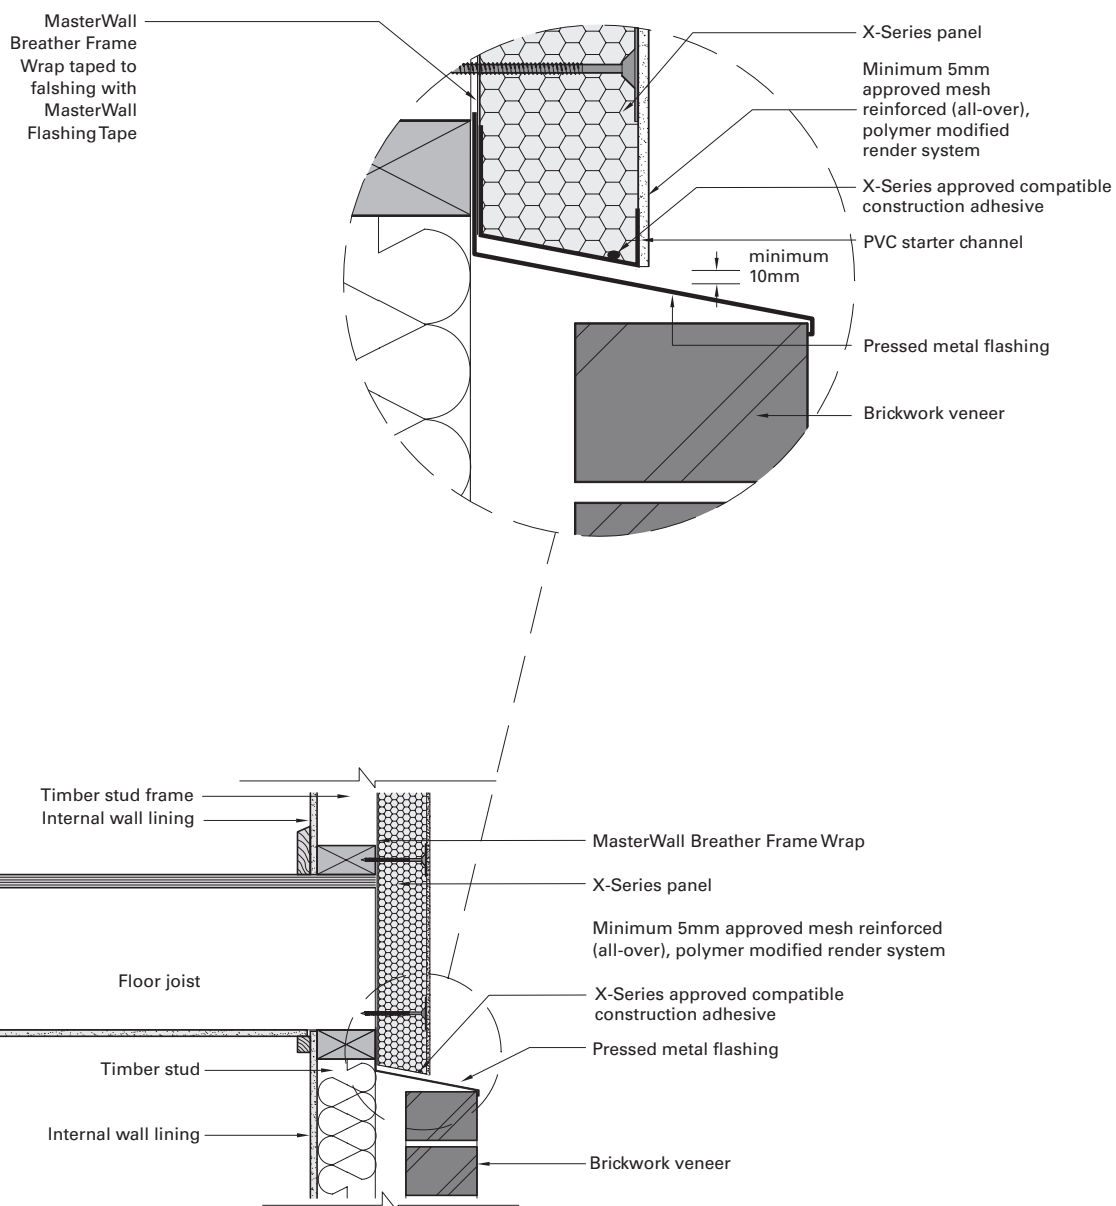 MasterWall
Breather Frame
Wrap taped to
falshing with
MasterWall
Flashing Tape
X-Series panel
Minimum 5mm
approved mesh
reinforced (all-over),
polymer modified
render system
X-Series approved compatible
construction adhesive
PVC starter channel
minimum
10mm
Pressed metal flashing
Brickwork veneer
Timber stud frame
Internal wall lining
MasterWall Breather Frame Wrap
X-Series panel
Minimum 5mm approved mesh reinforced
(all-over), polymer modified render system
Floor joist
X-Series approved compatible
construction adhesive
Pressed metal flashing
Timber stud
Internal wall lining
Brickwork veneer